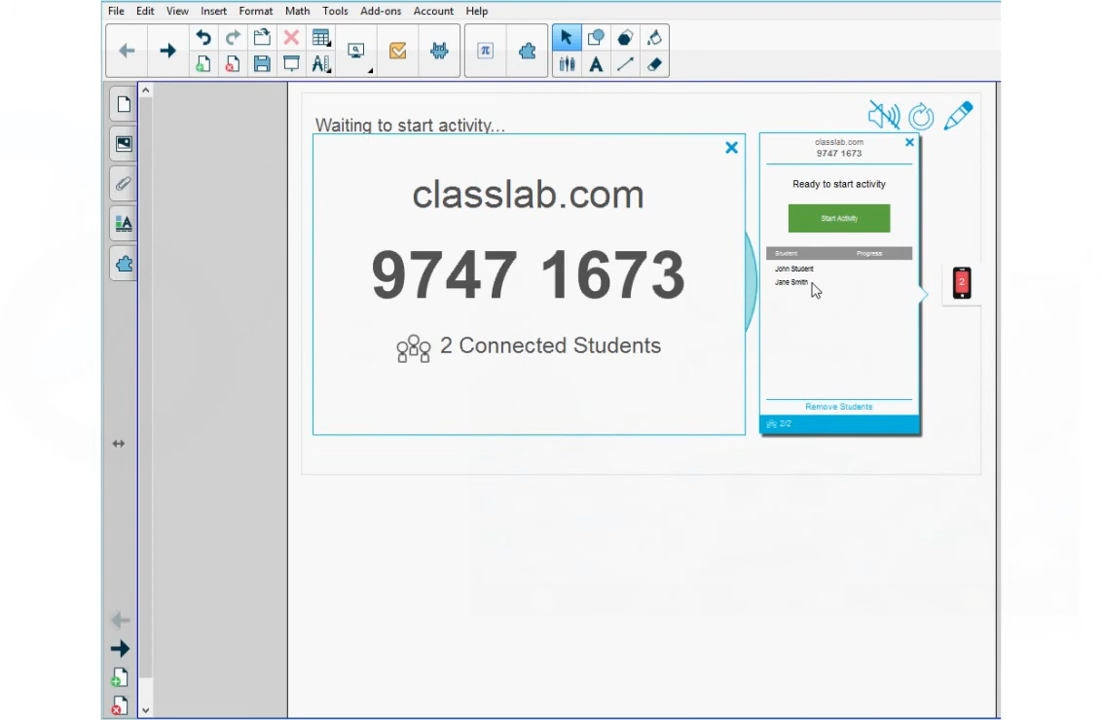 File Edit View Insert Format Math Tools Add-ons Account Help
π A
A
Waiting to start activity...
classlab.com
9747 1673
2 Connected Students
classlab.com
9747 1673
Ready to start activity
Start Activity
Student Progress
John Student
Jane Smith
Remove Students
2/2
2